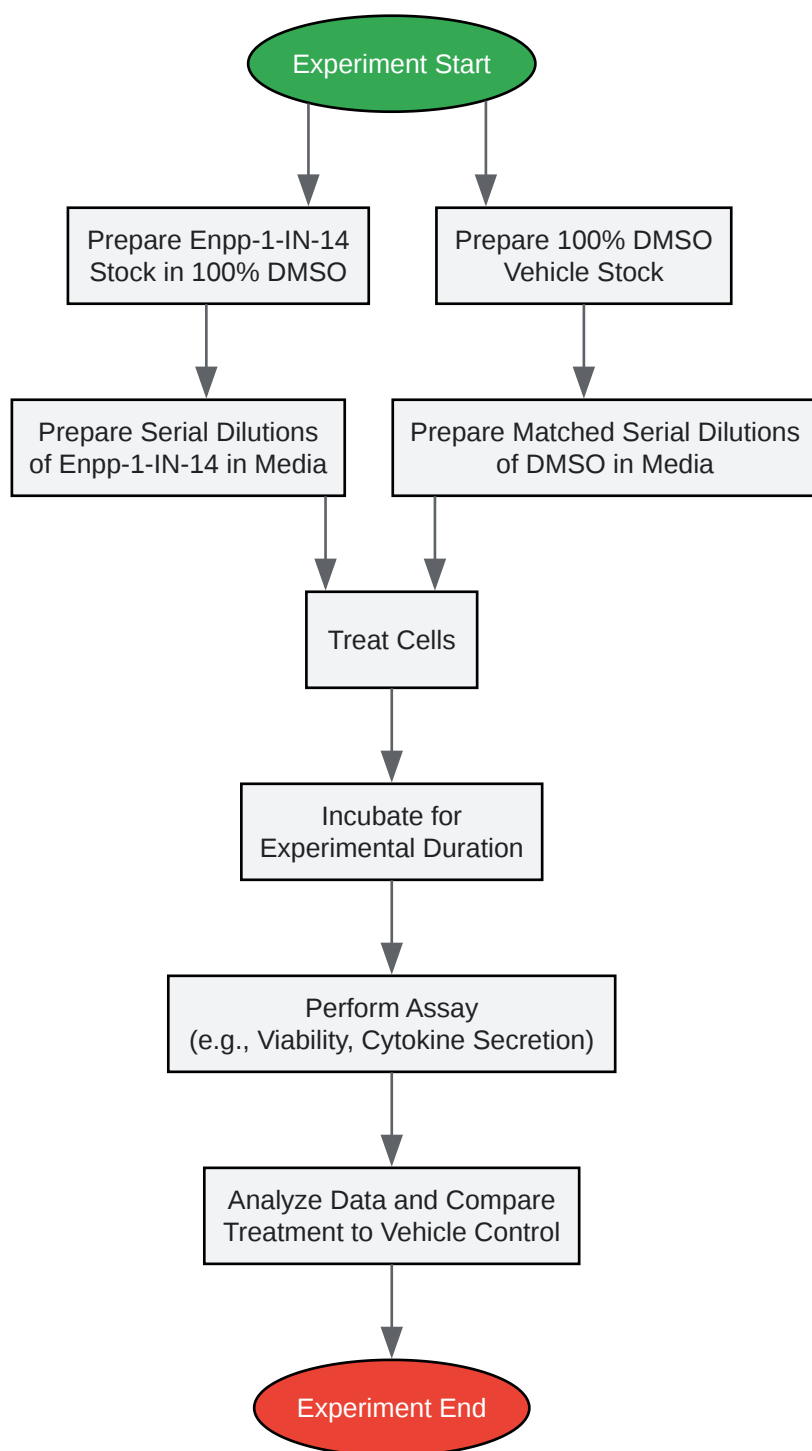 Experiment Start
Prepare Enpp-1-IN-14
Stock in 100% DMSO
Prepare 100% DMSO
Vehicle Stock
Prepare Serial Dilutions
of Enpp-1-IN-14 in Media
Prepare Matched Serial Dilutions
of DMSO in Media
Treat Cells
Incubate for
Experimental Duration
Perform Assay
(e.g., Viability, Cytokine Secretion)
Analyze Data and Compare
Treatment to Vehicle Control
Experiment End